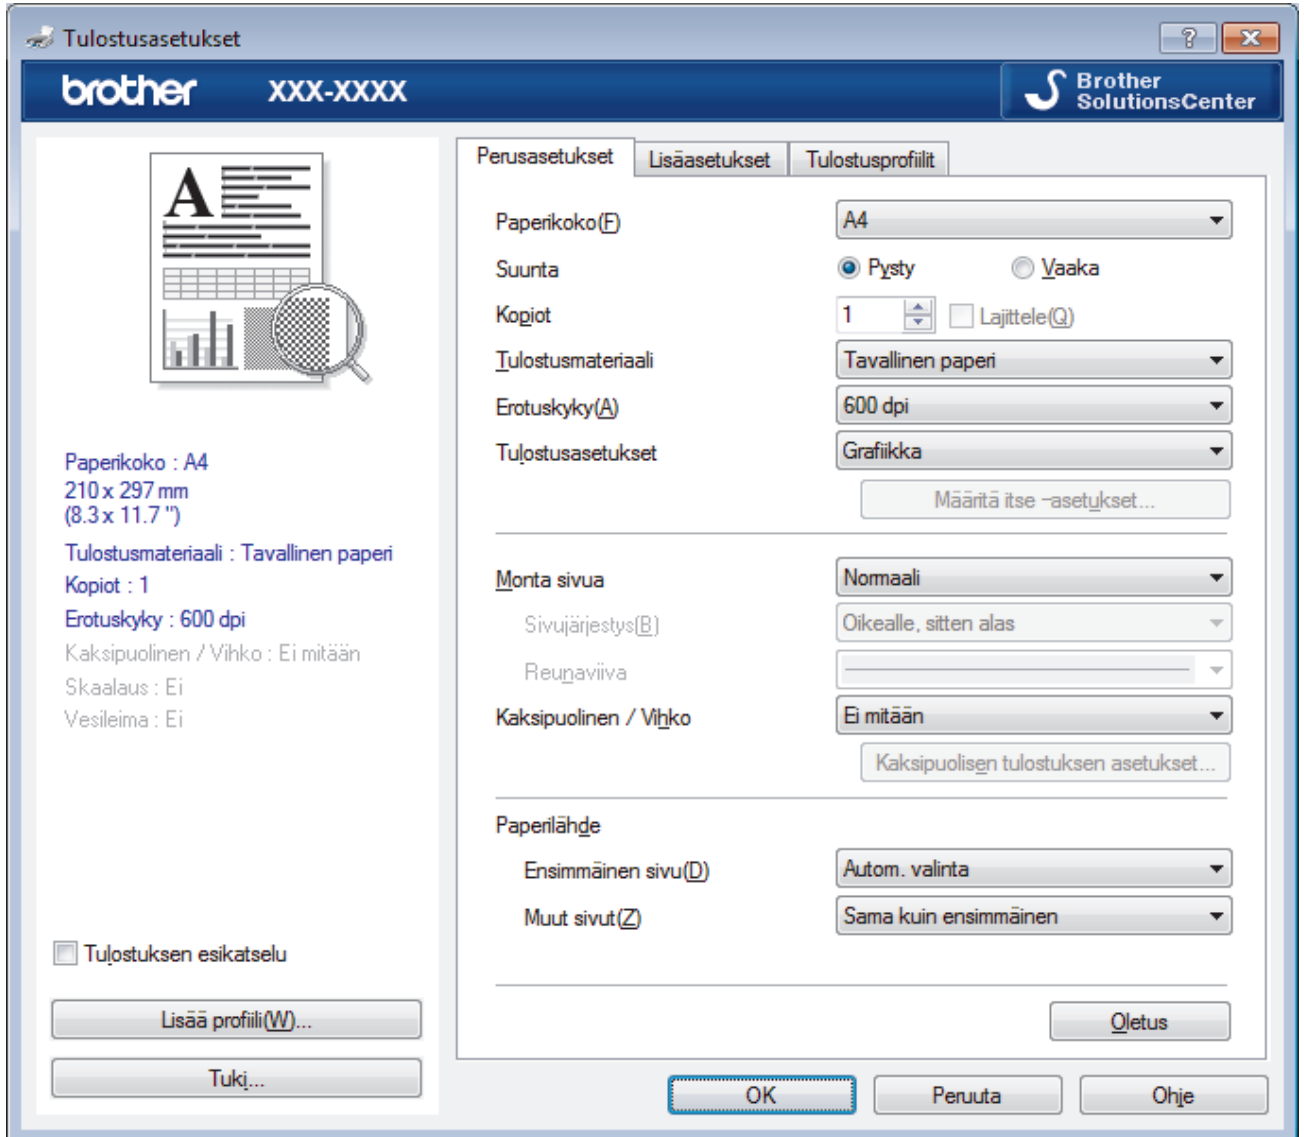 Tulostusasetukset
brother XXX-XXXX
Brother
SolutionsCenter
A
Paperikoko : A4
210 x 297 mm
(8.3 x 11.7 ")
Tulostusmateriaali : Tavallinen paperi
Kopiot : 1
Erotuskyky : 600 dpi
Kaksipuolinen / Vihko : Ei mitään
Skaalaus : Ei
Vesileima : Ei
Tulostuksen esikatselu
Lisää profiili(W)...
Tuki...
Perusasetukset Lisäasetukset Tulostusprofiilit
Paperikoko(F) A4
Suunta Pysty Vaaka
Kopiot 1 Lajittele(Q)
Tulostusmateriaali Tavallinen paperi
Erotuskyky(A) 600 dpi
Tulostusasetukset Grafiikka
Määritä itse -asetukset...
Monta sivua Normaali
Sivujärjestys(B) Oikealle, sitten alas
Reunaviiva
Kaksipuolinen / Vihko Ei mitään
Kaksipuolisen tulostuksen asetukset...
Paperilähde
Ensimmäinen sivu(D) Autom. valinta
Muut sivut(Z) Sama kuin ensimmäinen
Oletus
OK Peruuta Ohje